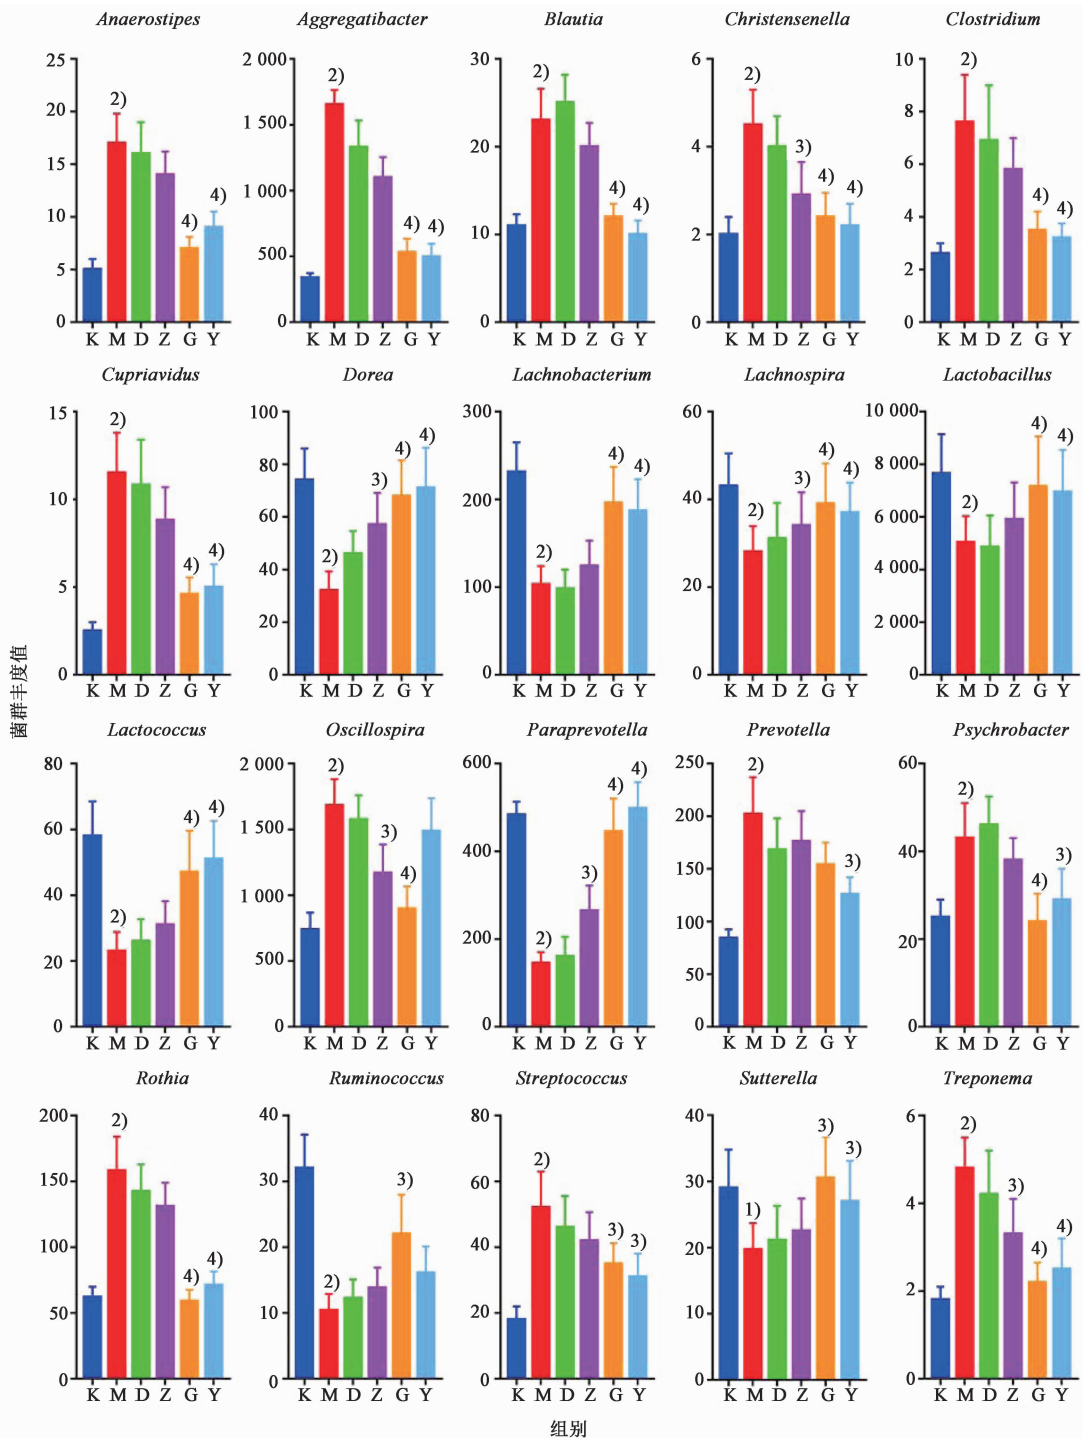 Anaerostipes Aggregatibacter Blautia Christensenella Clostridium
25 2 000 30 6 10
2) 2) 2) 2) 2)
20 1 500 8
15 20 4 3) 6
1 000 4) 4)
10 4) 4) 4) 4) 4) 4) 4
500 4) 4) 10 2
5 2
0 0 0 0 0
K M D Z G Y K M D Z G Y K M D Z G Y K M D Z G Y K M D Z G Y
Cupriavidus Dorea Lachnobacterium Lachnospira Lactobacillus
15 100 300 60 10 000
2) 3) 4) 4) 4) 4) 4) 4) 4) 4)
80 8 000
10 200 40 3) 2)
60 2) 6 000
4) 4) 2) 2)
5 40 100 20 4 000
20 2 000
0 0 0 0 0
K M D Z G Y K M D Z G Y K M D Z G Y K M D Z G Y K M D Z G Y
菌群丰度值
Lactococcus Oscillospira Paraprevotella Prevotella Psychrobacter
80 2 000 600 250 60
2) 4) 4) 2) 2)
60 4) 4) 1 500 3) 400 200 40
4) 3) 150 3) 4) 3)
40 1 000
2) 200 2) 100 20
20 500 50
0 0 0 0 0
K M D Z G Y K M D Z G Y K M D Z G Y K M D Z G Y K M D Z G Y
Rothia Ruminococcus Streptococcus Sutterella Treponema
200 40 80 40 6
2) 2) 3) 3) 2)
150 30 3) 60 30 3)
1) 4
100 20 40 3) 3) 20 4) 4)
4) 4) 2) 2
50 10 20 10
0 0 0 0 0
K M D Z G Y K M D Z G Y K M D Z G Y K M D Z G Y K M D Z G Y
组别